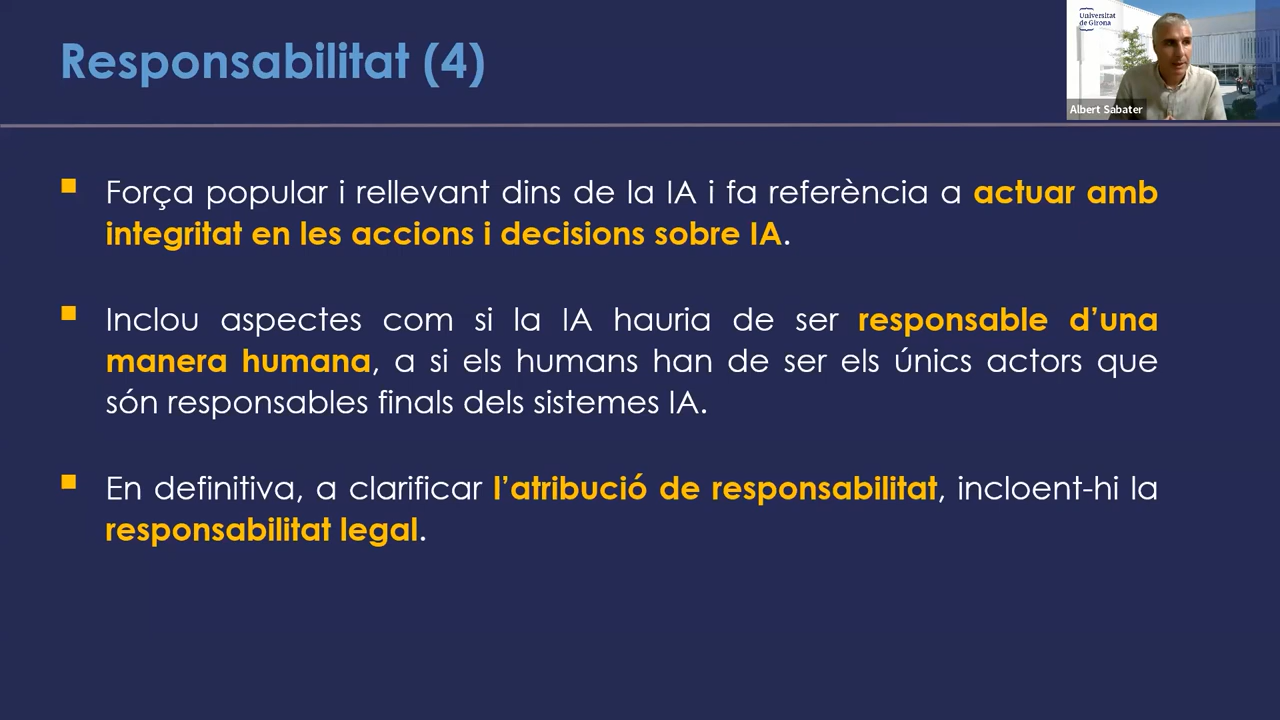 Responsabilitat (4)
Universitat
de Girona
Albert Sabater
Força popular i rellevant dins de la IA i fa referència a actuar amb
integritat en les accions i decisions sobre IA.
Inclou aspectes com si la IA hauria de ser responsable d’una
manera humana, a si els humans han de ser els únics actors que
són responsables finals dels sistemes IA.
En definitiva, a clarificar l’atribució de responsabilitat, incloent-hi la
responsabilitat legal.